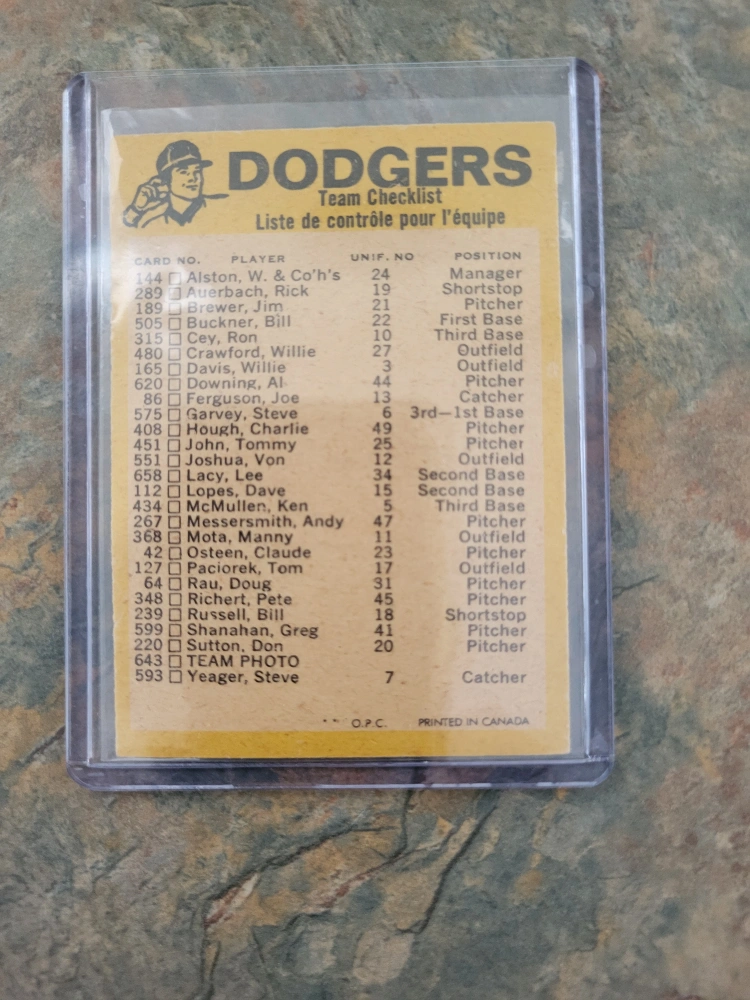 DODGERS
Team Checklist
Liste de contrôle pour l'équipe
CARD NO. PLAYER UNIF. NO POSITION
144 Alston, W. & Co'h's 24 Manager
289 Auerbach, Rick 19 Shortstop
189 Brewer, Jim 21 Pitcher
505 Buckner, Bill 22 First Base
315 Cey, Ron 10 Third Base
480 Crawford, Willie 27 Outfield
165 Davis, Willie 3 Outfield
620 Downing, Al 44 Pitcher
86 Ferguson, Joe 13 Catcher
575 Garvey, Steve 6 3rd—1st Base
408 Hough, Charlie 49 Pitcher
451 John, Tommy 25 Pitcher
551 Joshua, Von 12 Outfield
658 Lacy, Lee 34 Second Base
112 Lopes, Dave 15 Second Base
434 McMullen, Ken 5 Third Base
267 Messersmith, Andy 47 Pitcher
368 Mota, Manny 11 Outfield
42 Osteen, Claude 23 Pitcher
127 Paciorek, Tom 17 Outfield
64 Rau, Doug 31 Pitcher
348 Richert, Pete 45 Pitcher
239 Russell, Bill 18 Shortstop
599 Shanahan, Greg 41 Pitcher
220 Sutton, Don 20 Pitcher
643 TEAM PHOTO
593 Yeager, Steve 7 Catcher
** O.P.C. PRINTED IN CANADA